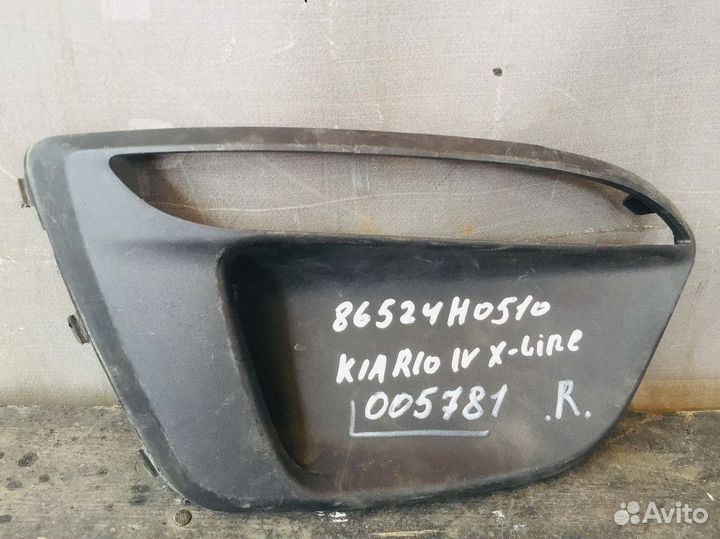 86524H0510
KIA RIO IV X-Line
005781 .R.
Avito